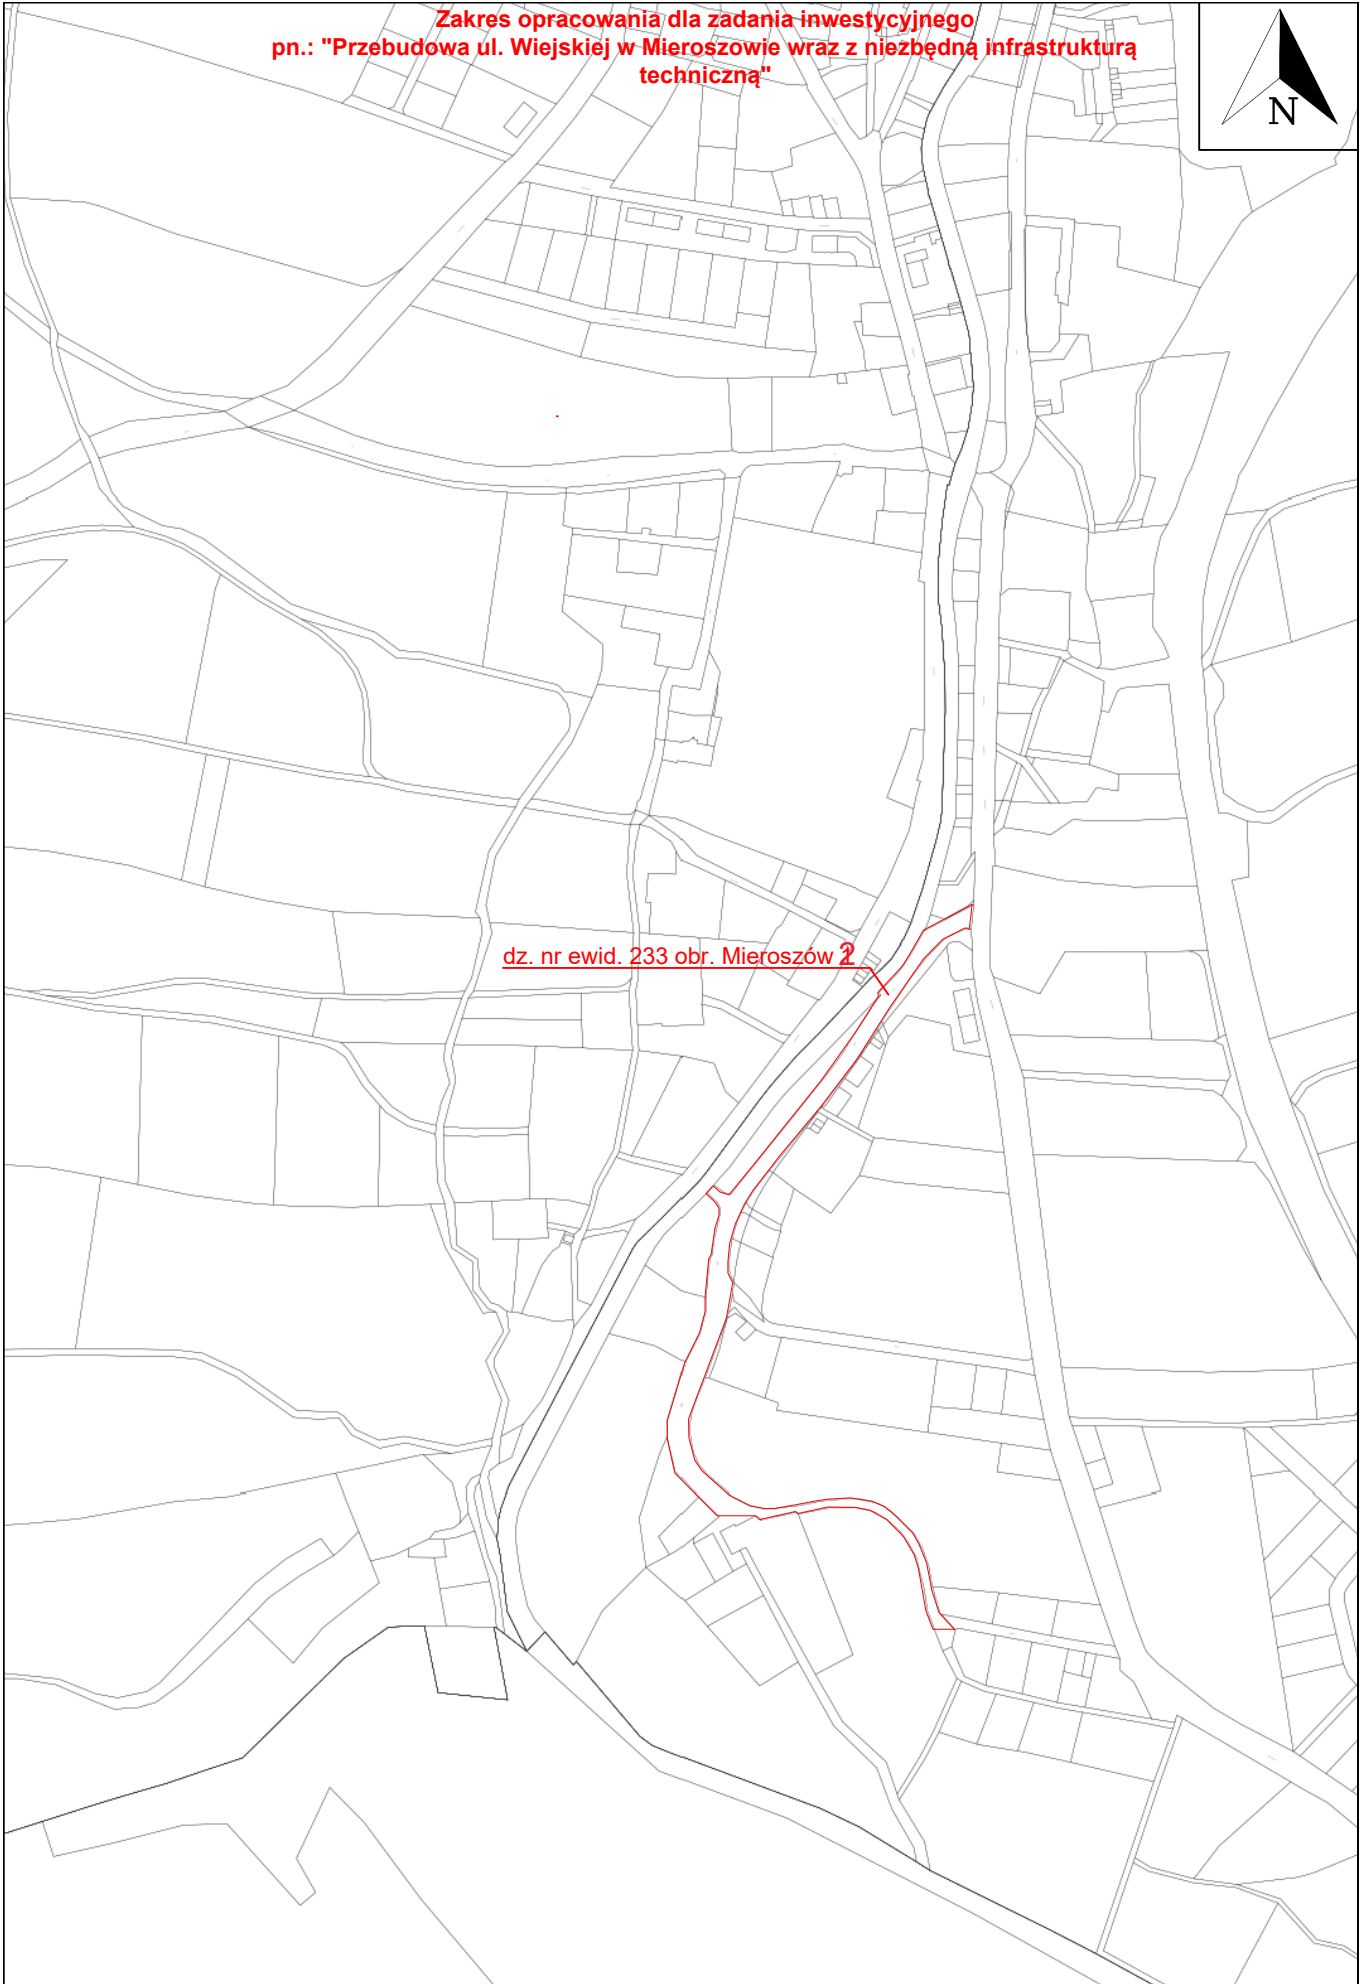 Zakres opracowania dla zadania inwestycyjnego
pn.: "Przebudowa ul. Wiejskiej w Mieroszowie wraz z niezbędną infrastrukturą
techniczną"
N
dz. nr ewid. 233 obr. Mieroszów 2